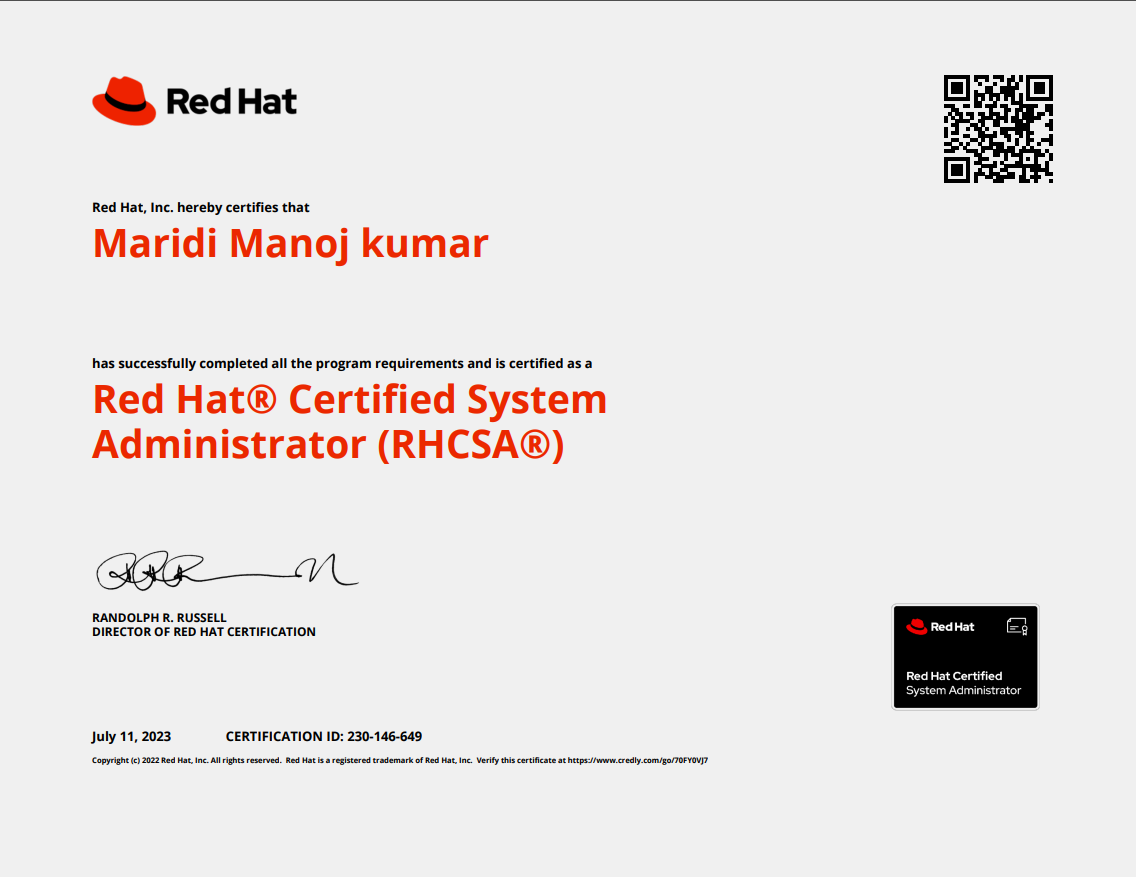 Red Hat
Red Hat, Inc. hereby certifies that
Maridi Manoj kumar
has successfully completed all the program requirements and is certified as a
Red Hat® Certified System
Administrator (RHCSA®)
RANDOLPH R. RUSSELL
DIRECTOR OF RED HAT CERTIFICATION
Red Hat
Red Hat Certified
System Administrator
July 11, 2023 CERTIFICATION ID: 230-146-649
Copyright (c) 2022 Red Hat, Inc. All rights reserved. Red Hat is a registered trademark of Red Hat, Inc. Verify this certificate at https://www.credly.com/go/70FY0VJ7